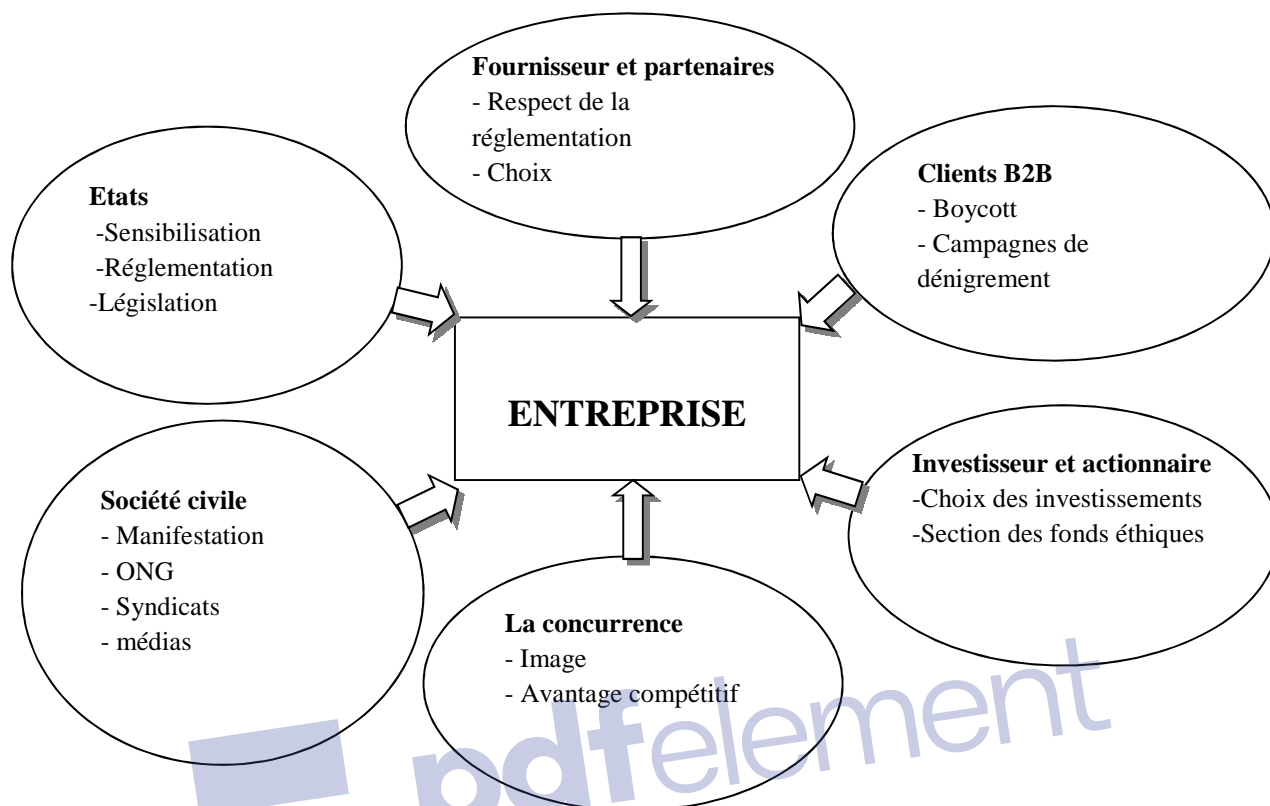 Fournisseur et partenaires
- Respect de la
réglementation
- Choix
Etats
-Sensibilisation
-Réglementation
-Législation
Clients B2B
- Boycott
- Campagnes de
dénigrement
ENTREPRISE
Société civile
- Manifestation
- ONG
- Syndicats
- médias
Investisseur et actionnaire
-Choix des investissements
-Section des fonds éthiques
La concurrence
- Image
- Avantage compétitif
pdfelement